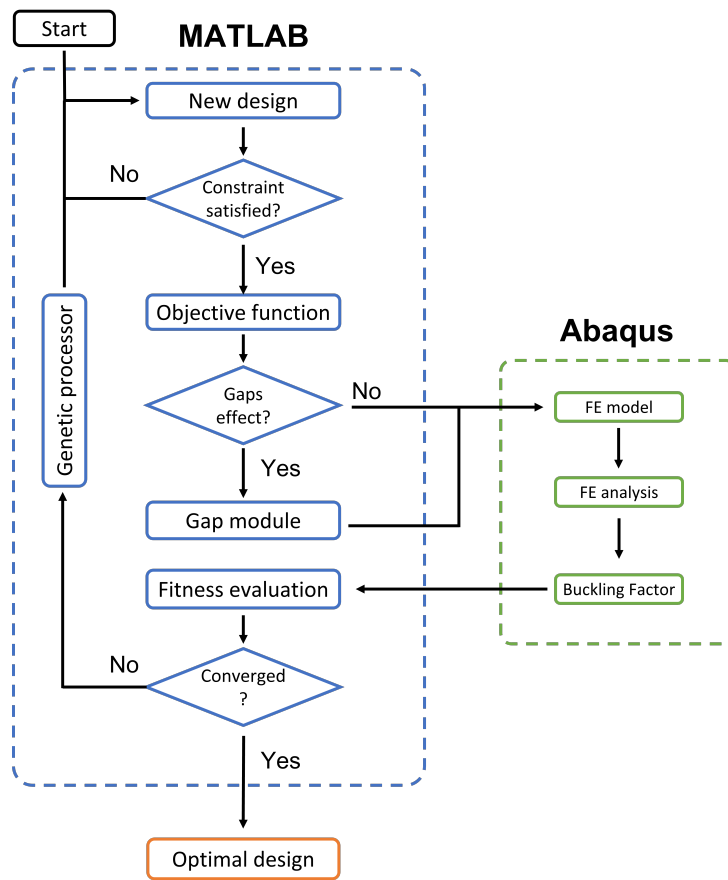 Start
MATLAB
New design
No
Constraint
satisfied?
Yes
Objective function
Genetic processor
Gaps
effect?
No
Yes
Gap module
Abaqus
FE model
FE analysis
Buckling Factor
Fitness evaluation
No
Converged
?
Yes
Optimal design